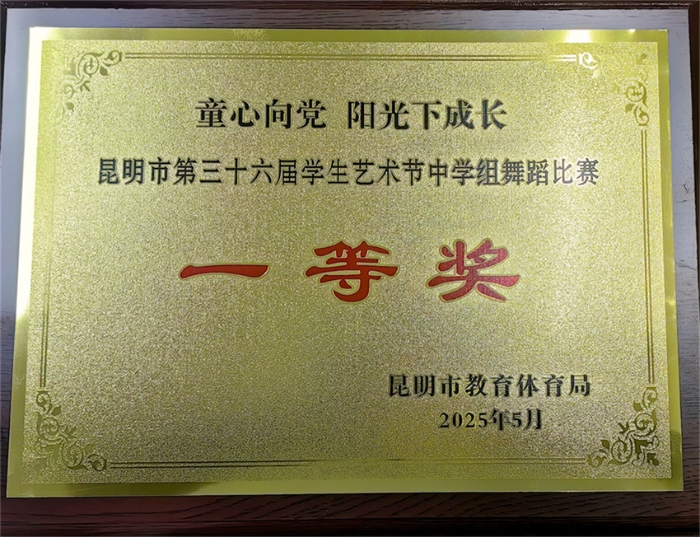 童心向党 阳光下成长
昆明市第三十六届学生艺术节中学组舞蹈比赛
一等奖
昆明市教育体育局
2025年5月